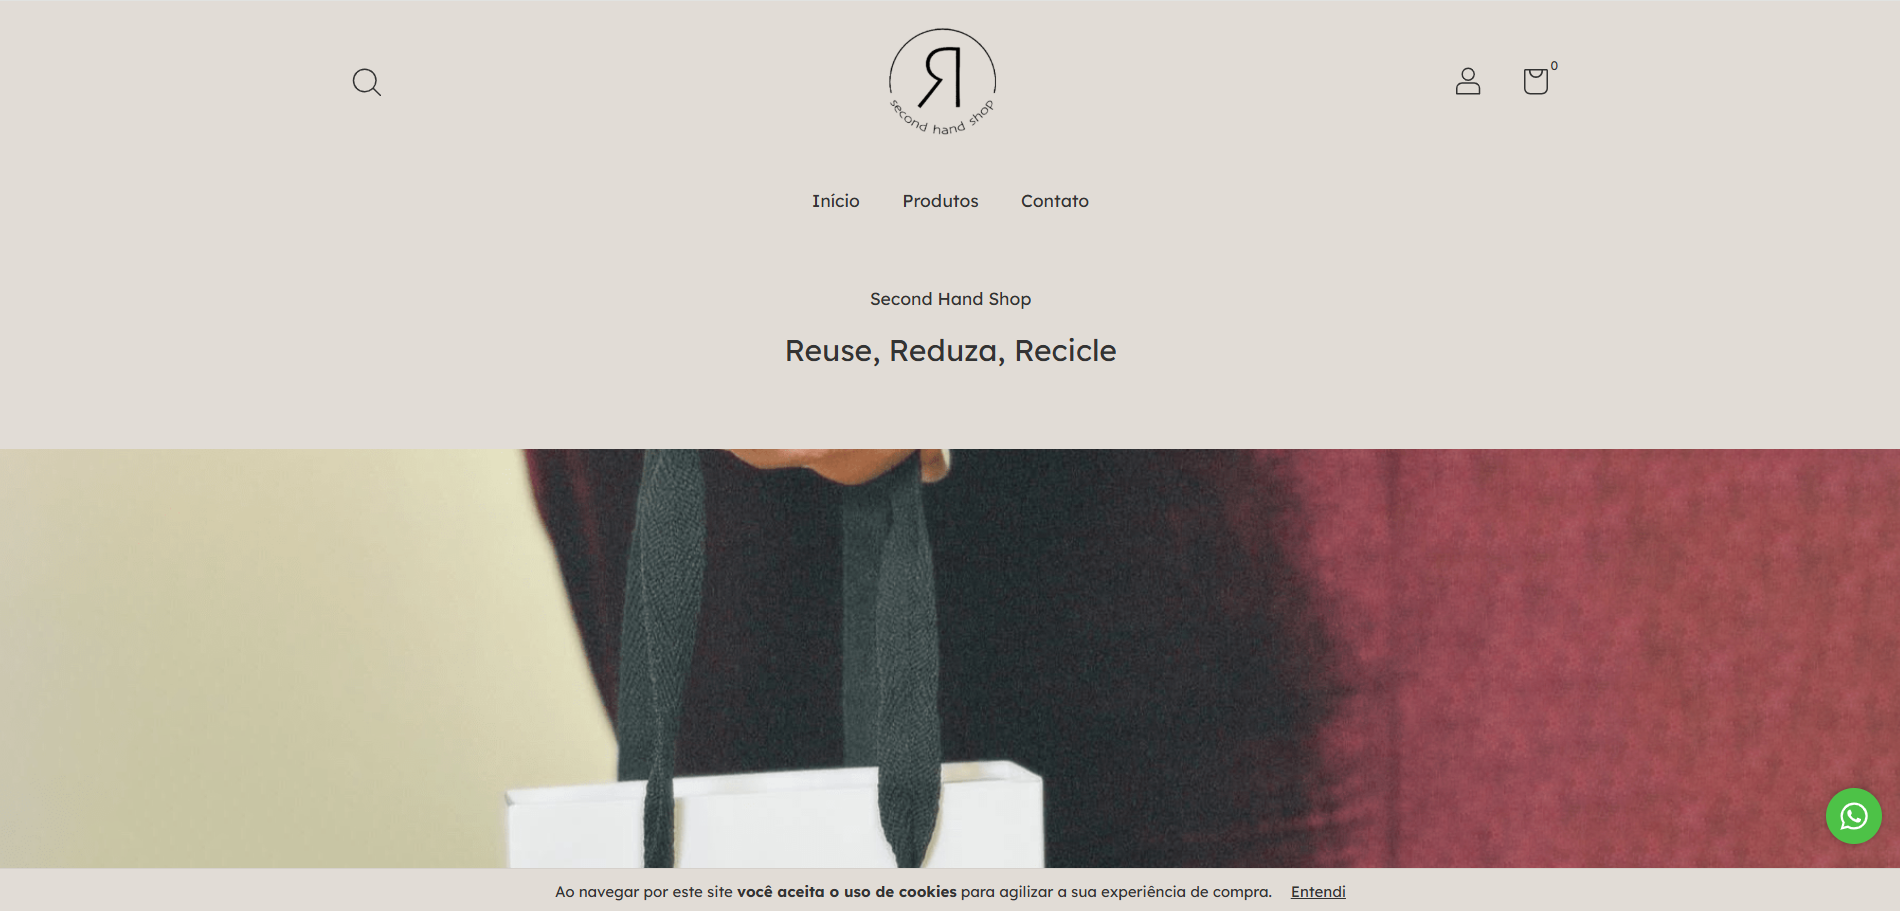 Я
second hand shop
0
Início Produtos Contato
Second Hand Shop
Reuse, Reduza, Recicle
Ao navegar por este site você aceita o uso de cookies para agilizar a sua experiência de compra. Entendi